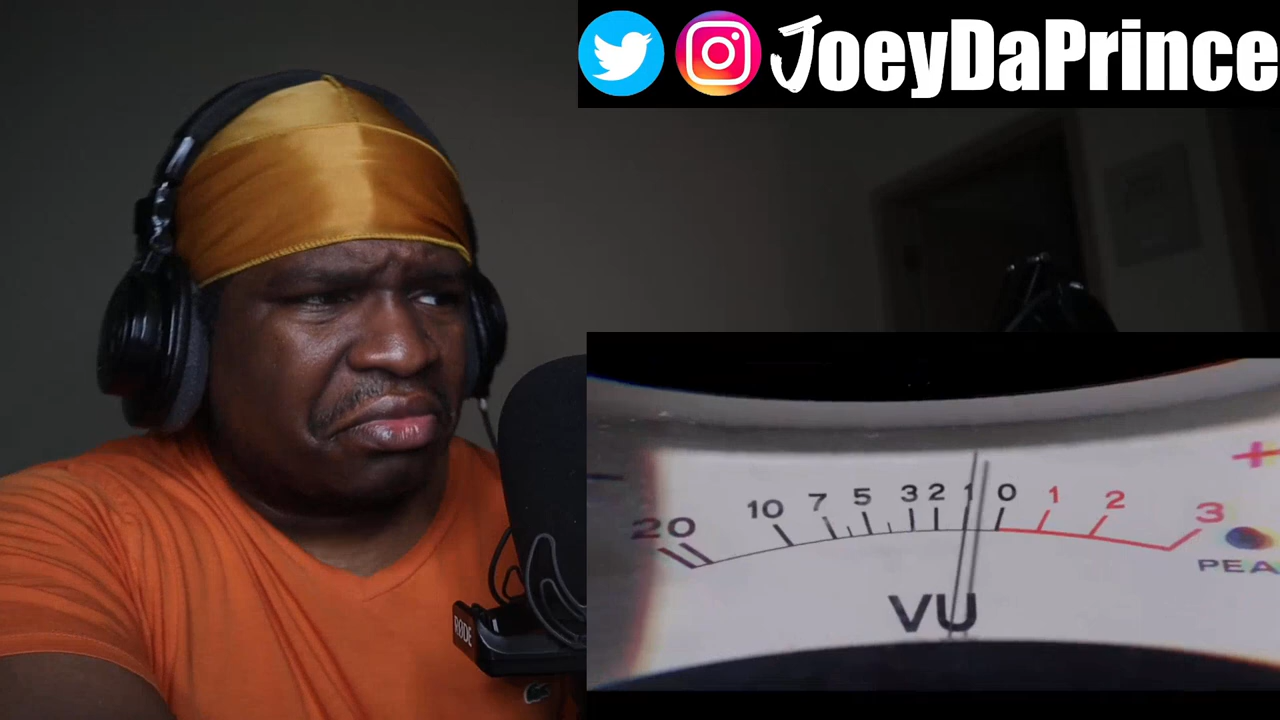 JoeyDaPrince
- 20 10 7 5 3 2 1 0 1 2 3 +
PEA
VU
RØDE